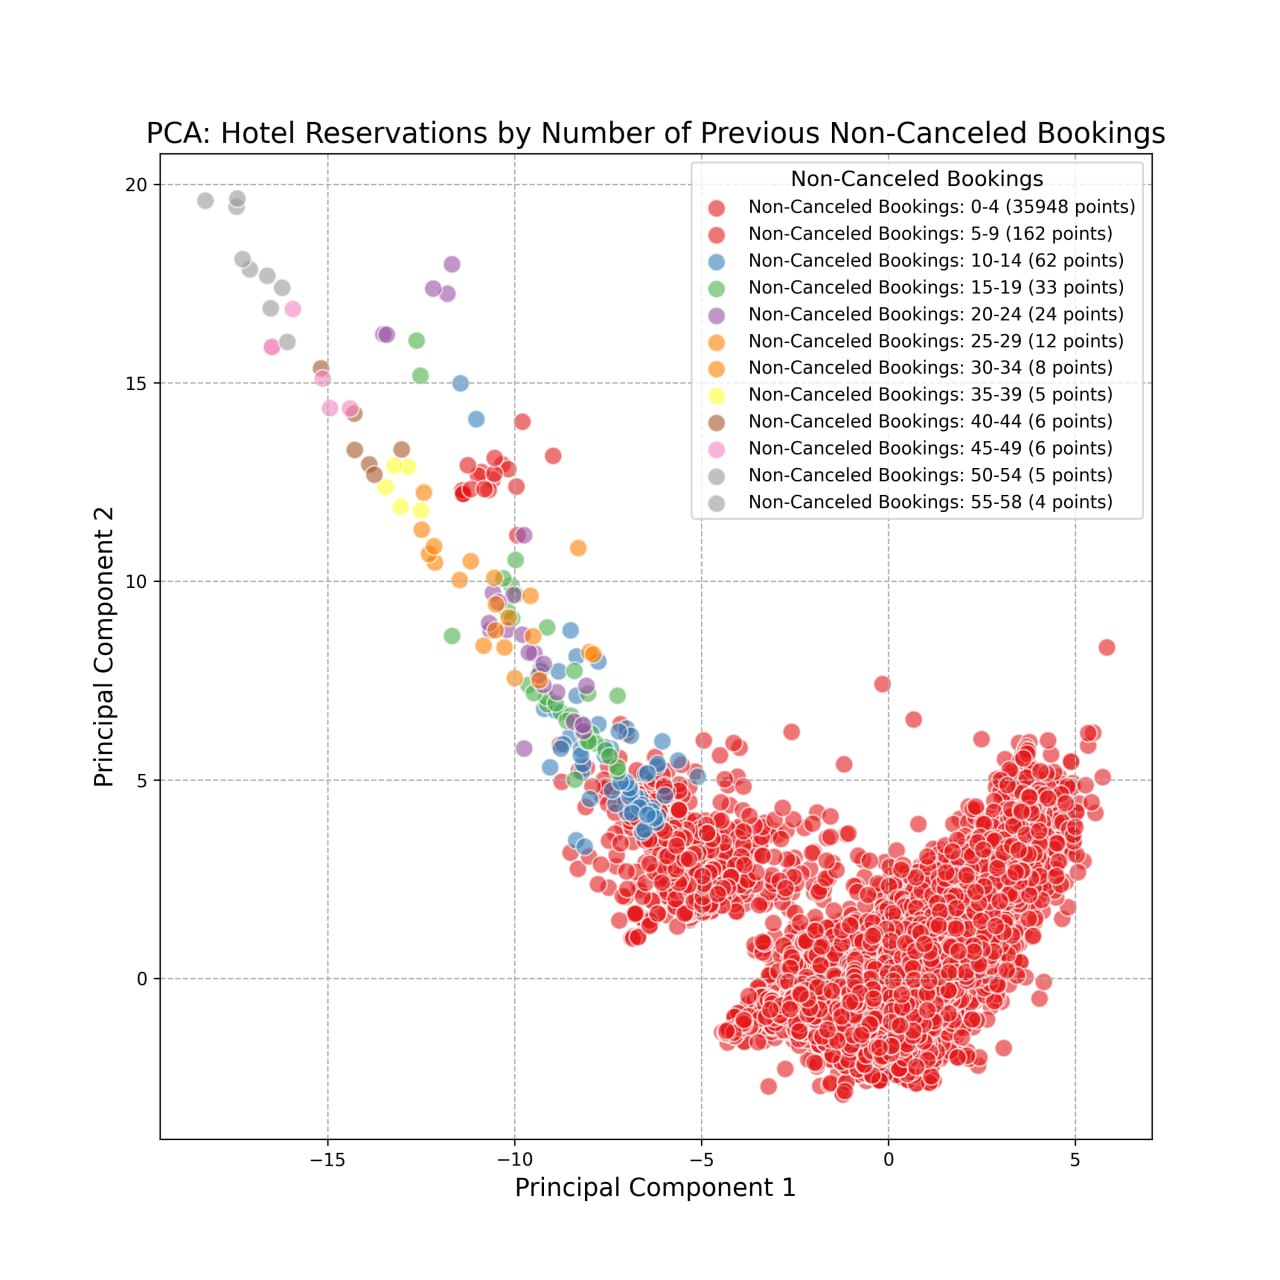 PCA: Hotel Reservations by Number of Previous Non-Canceled Bookings
Non-Canceled Bookings
Non-Canceled Bookings: 0-4 (35948 points)
Non-Canceled Bookings: 5-9 (162 points)
Non-Canceled Bookings: 10-14 (62 points)
Non-Canceled Bookings: 15-19 (33 points)
Non-Canceled Bookings: 20-24 (24 points)
Non-Canceled Bookings: 25-29 (12 points)
Non-Canceled Bookings: 30-34 (8 points)
Non-Canceled Bookings: 35-39 (5 points)
Non-Canceled Bookings: 40-44 (6 points)
Non-Canceled Bookings: 45-49 (6 points)
Non-Canceled Bookings: 50-54 (5 points)
Non-Canceled Bookings: 55-58 (4 points)
Principal Component 2
20
15
10
5
0
−15 −10 −5 0 5
Principal Component 1